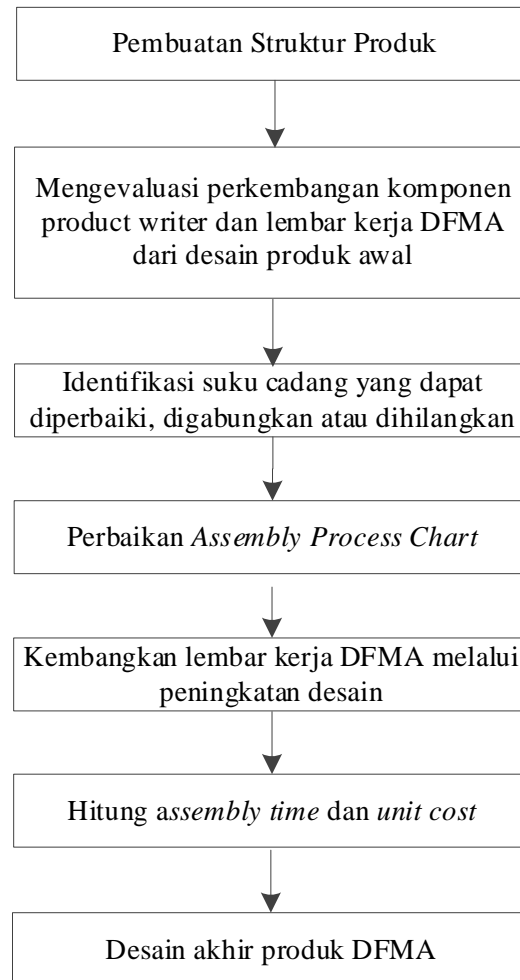 Pembuatan Struktur Produk
Mengevaluasi perkembangan komponen
product writer dan lembar kerja DFMA
dari desain produk awal
Identifikasi suku cadang yang dapat
diperbaiki, digabungkan atau dihilangkan
Perbaikan Assembly Process Chart
Kembangkan lembar kerja DFMA melalui
peningkatan desain
Hitung assembly time dan unit cost
Desain akhir produk DFMA